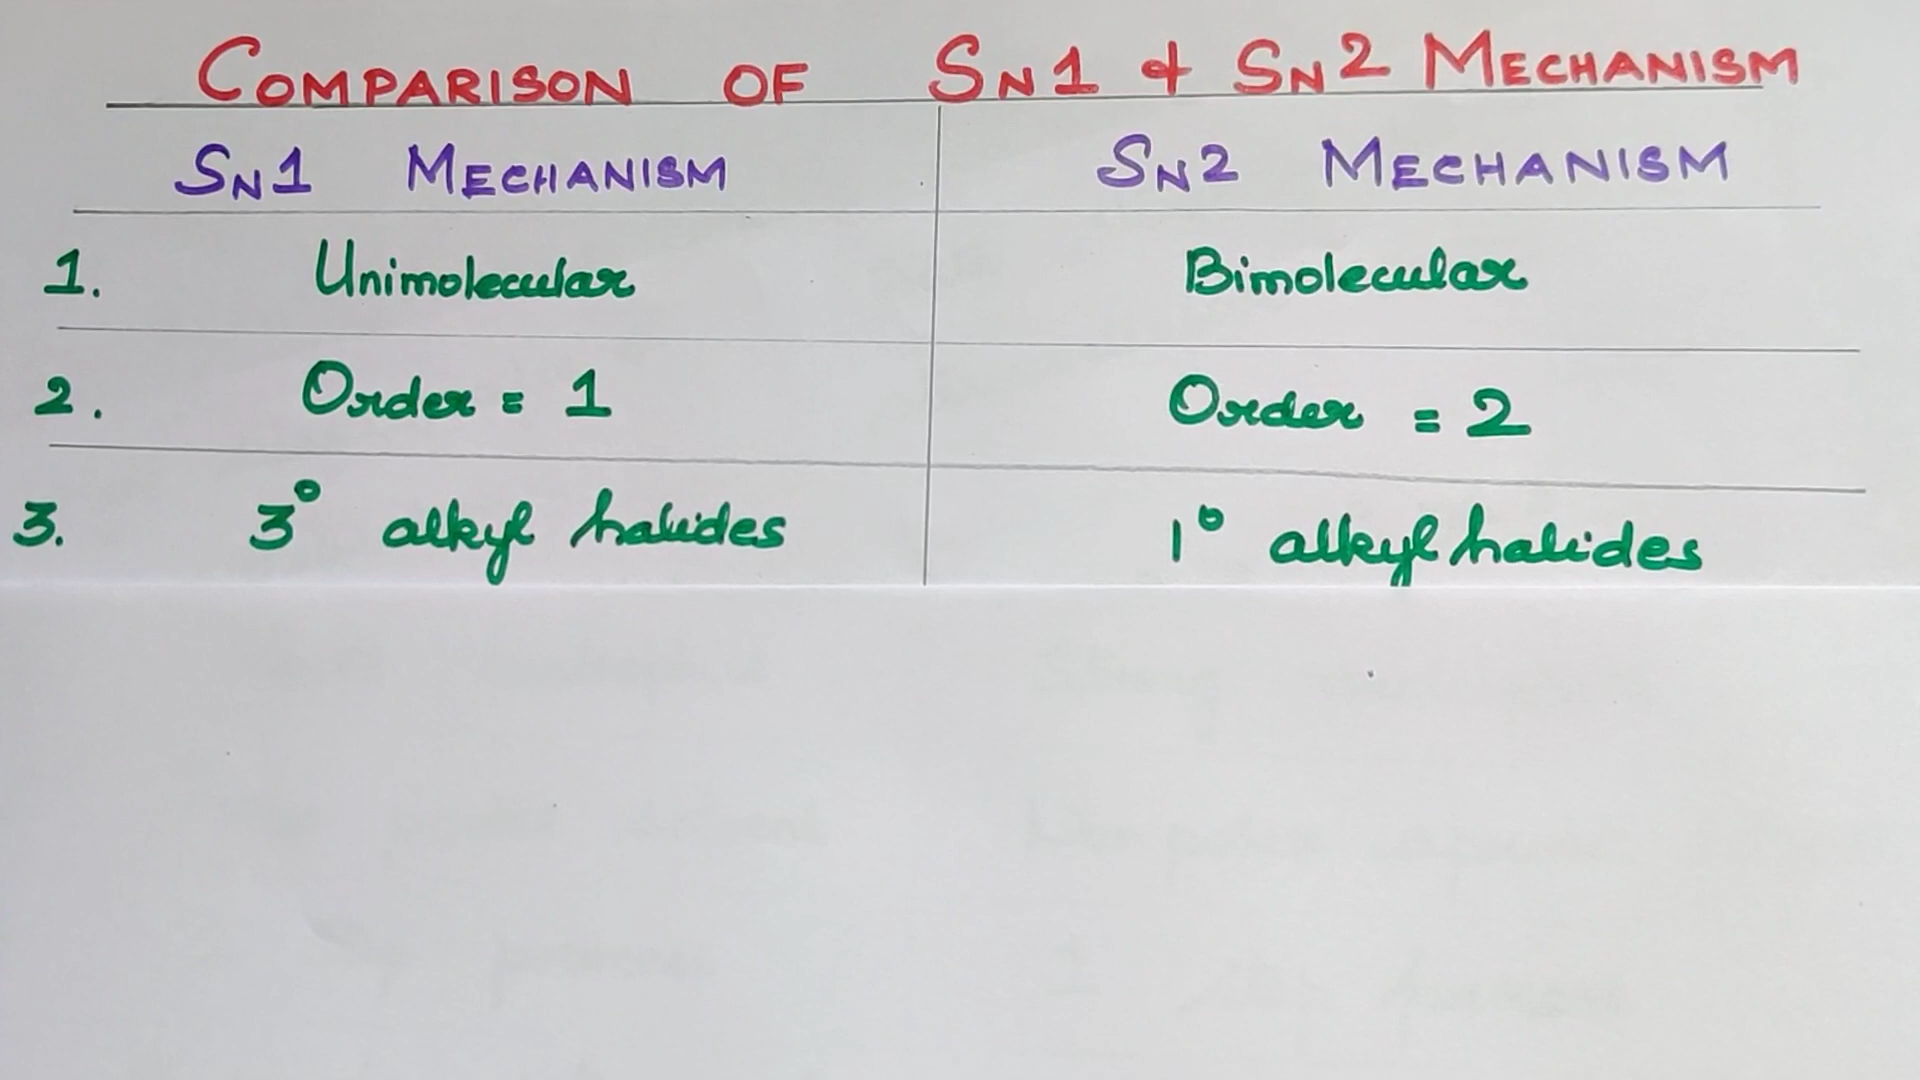 COMPARISON OF SN1 & SN2 MECHANISM
SN1 MECHANISM SN2 MECHANISM
1. Unimolecular Bimolecular
2. Order = 1 Order = 2
3. 3° alkyl halides 1° alkyl halides